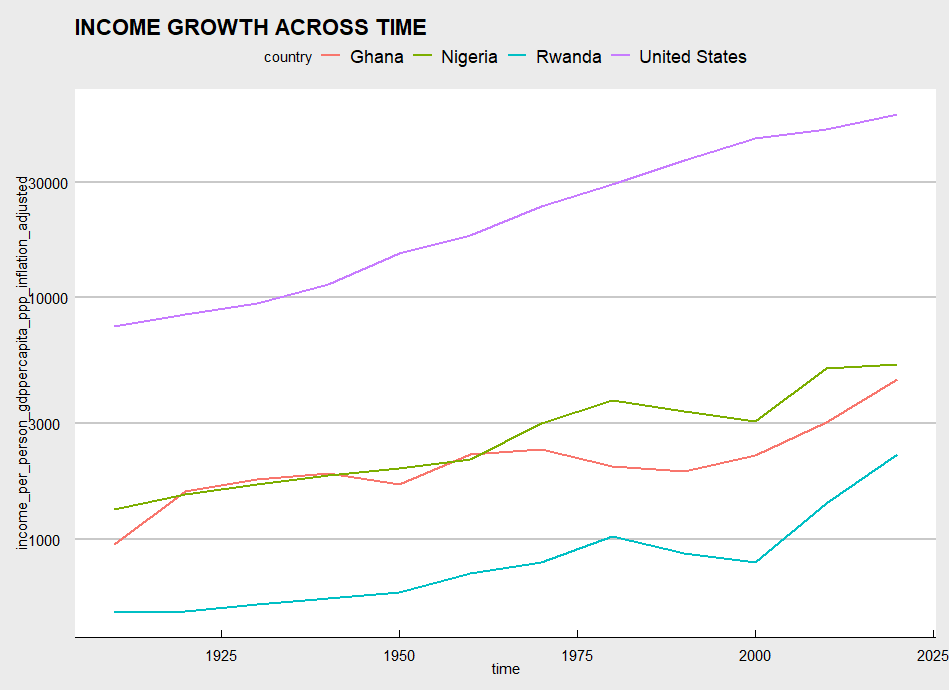 INCOME GROWTH ACROSS TIME
country Ghana Nigeria Rwanda United States
income_per_person_gdppercapita_ppp_inflation_adjusted
30000
10000
3000
1000
1925 1950 1975 2000 2025
time